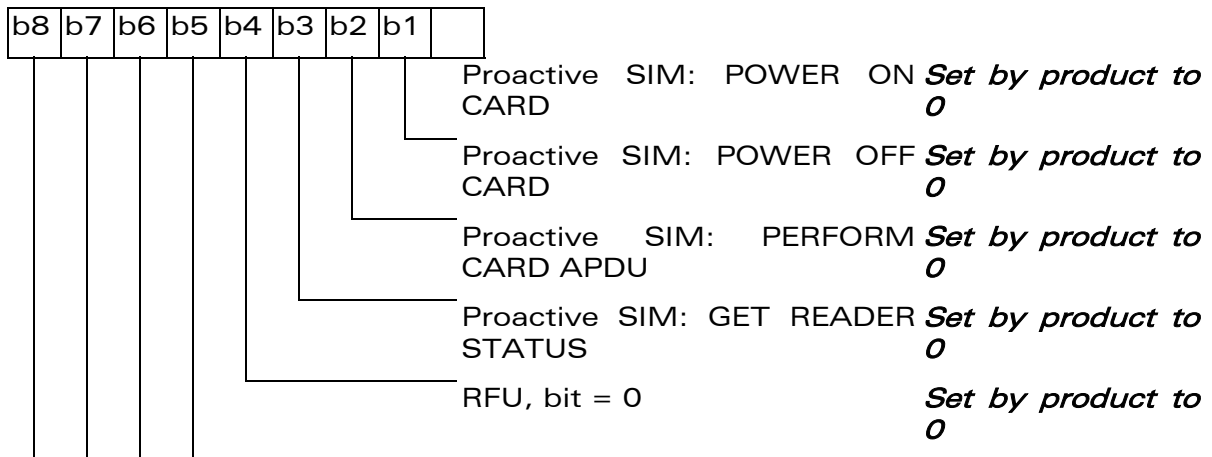 b8 b7 b6 b5 b4 b3 b2 b1
Proactive SIM: POWER ON Set by product to
CARD 0
Proactive SIM: POWER OFF Set by product to
CARD 0
Proactive SIM: PERFORM Set by product to
CARD APDU 0
Proactive SIM: GET READER Set by product to
STATUS 0
RFU, bit = 0 Set by product to
0